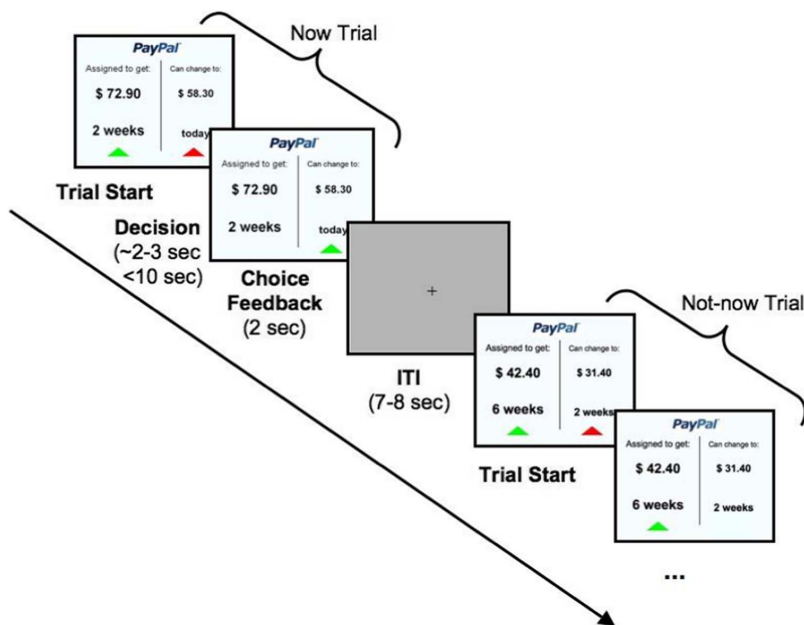 Now Trial
PayPal
Assigned to get: Can change to:
$ 72.90 $ 58.30
2 weeks today
Trial Start
PayPal
Assigned to get: Can change to:
$ 72.90 $ 58.30
2 weeks today
Decision
(~2-3 sec
<10 sec)
Choice
Feedback
(2 sec)
+
ITI
(7-8 sec)
Not-now Trial
PayPal
Assigned to get: Can change to:
$ 42.40 $ 31.40
6 weeks 2 weeks
Trial Start
PayPal
Assigned to get: Can change to:
$ 42.40 $ 31.40
6 weeks 2 weeks
...